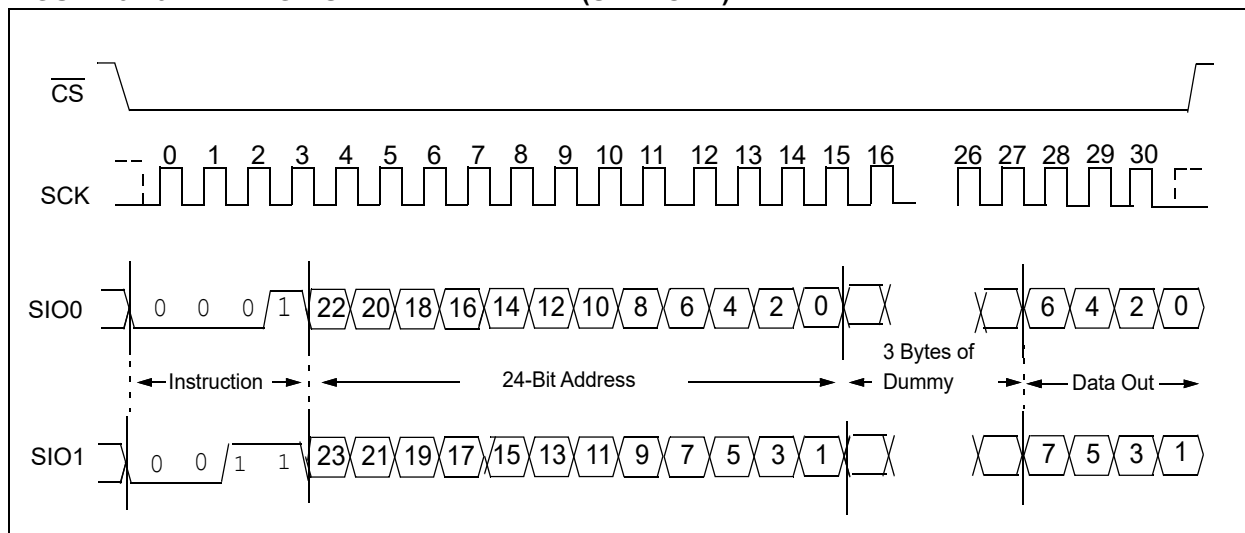 CS
0 1 2 3 4 5 6 7 8 9 10 11 12 13 14 15 16 26 27 28 29 30
SCK
SIO0 0 0 0 1 22 20 18 16 14 12 10 8 6 4 2 0 6 4 2 0
Instruction 24-Bit Address 3 Bytes of
Dummy Data Out
SIO1 0 0 1 1 23 21 19 17 15 13 11 9 7 5 3 1 7 5 3 1